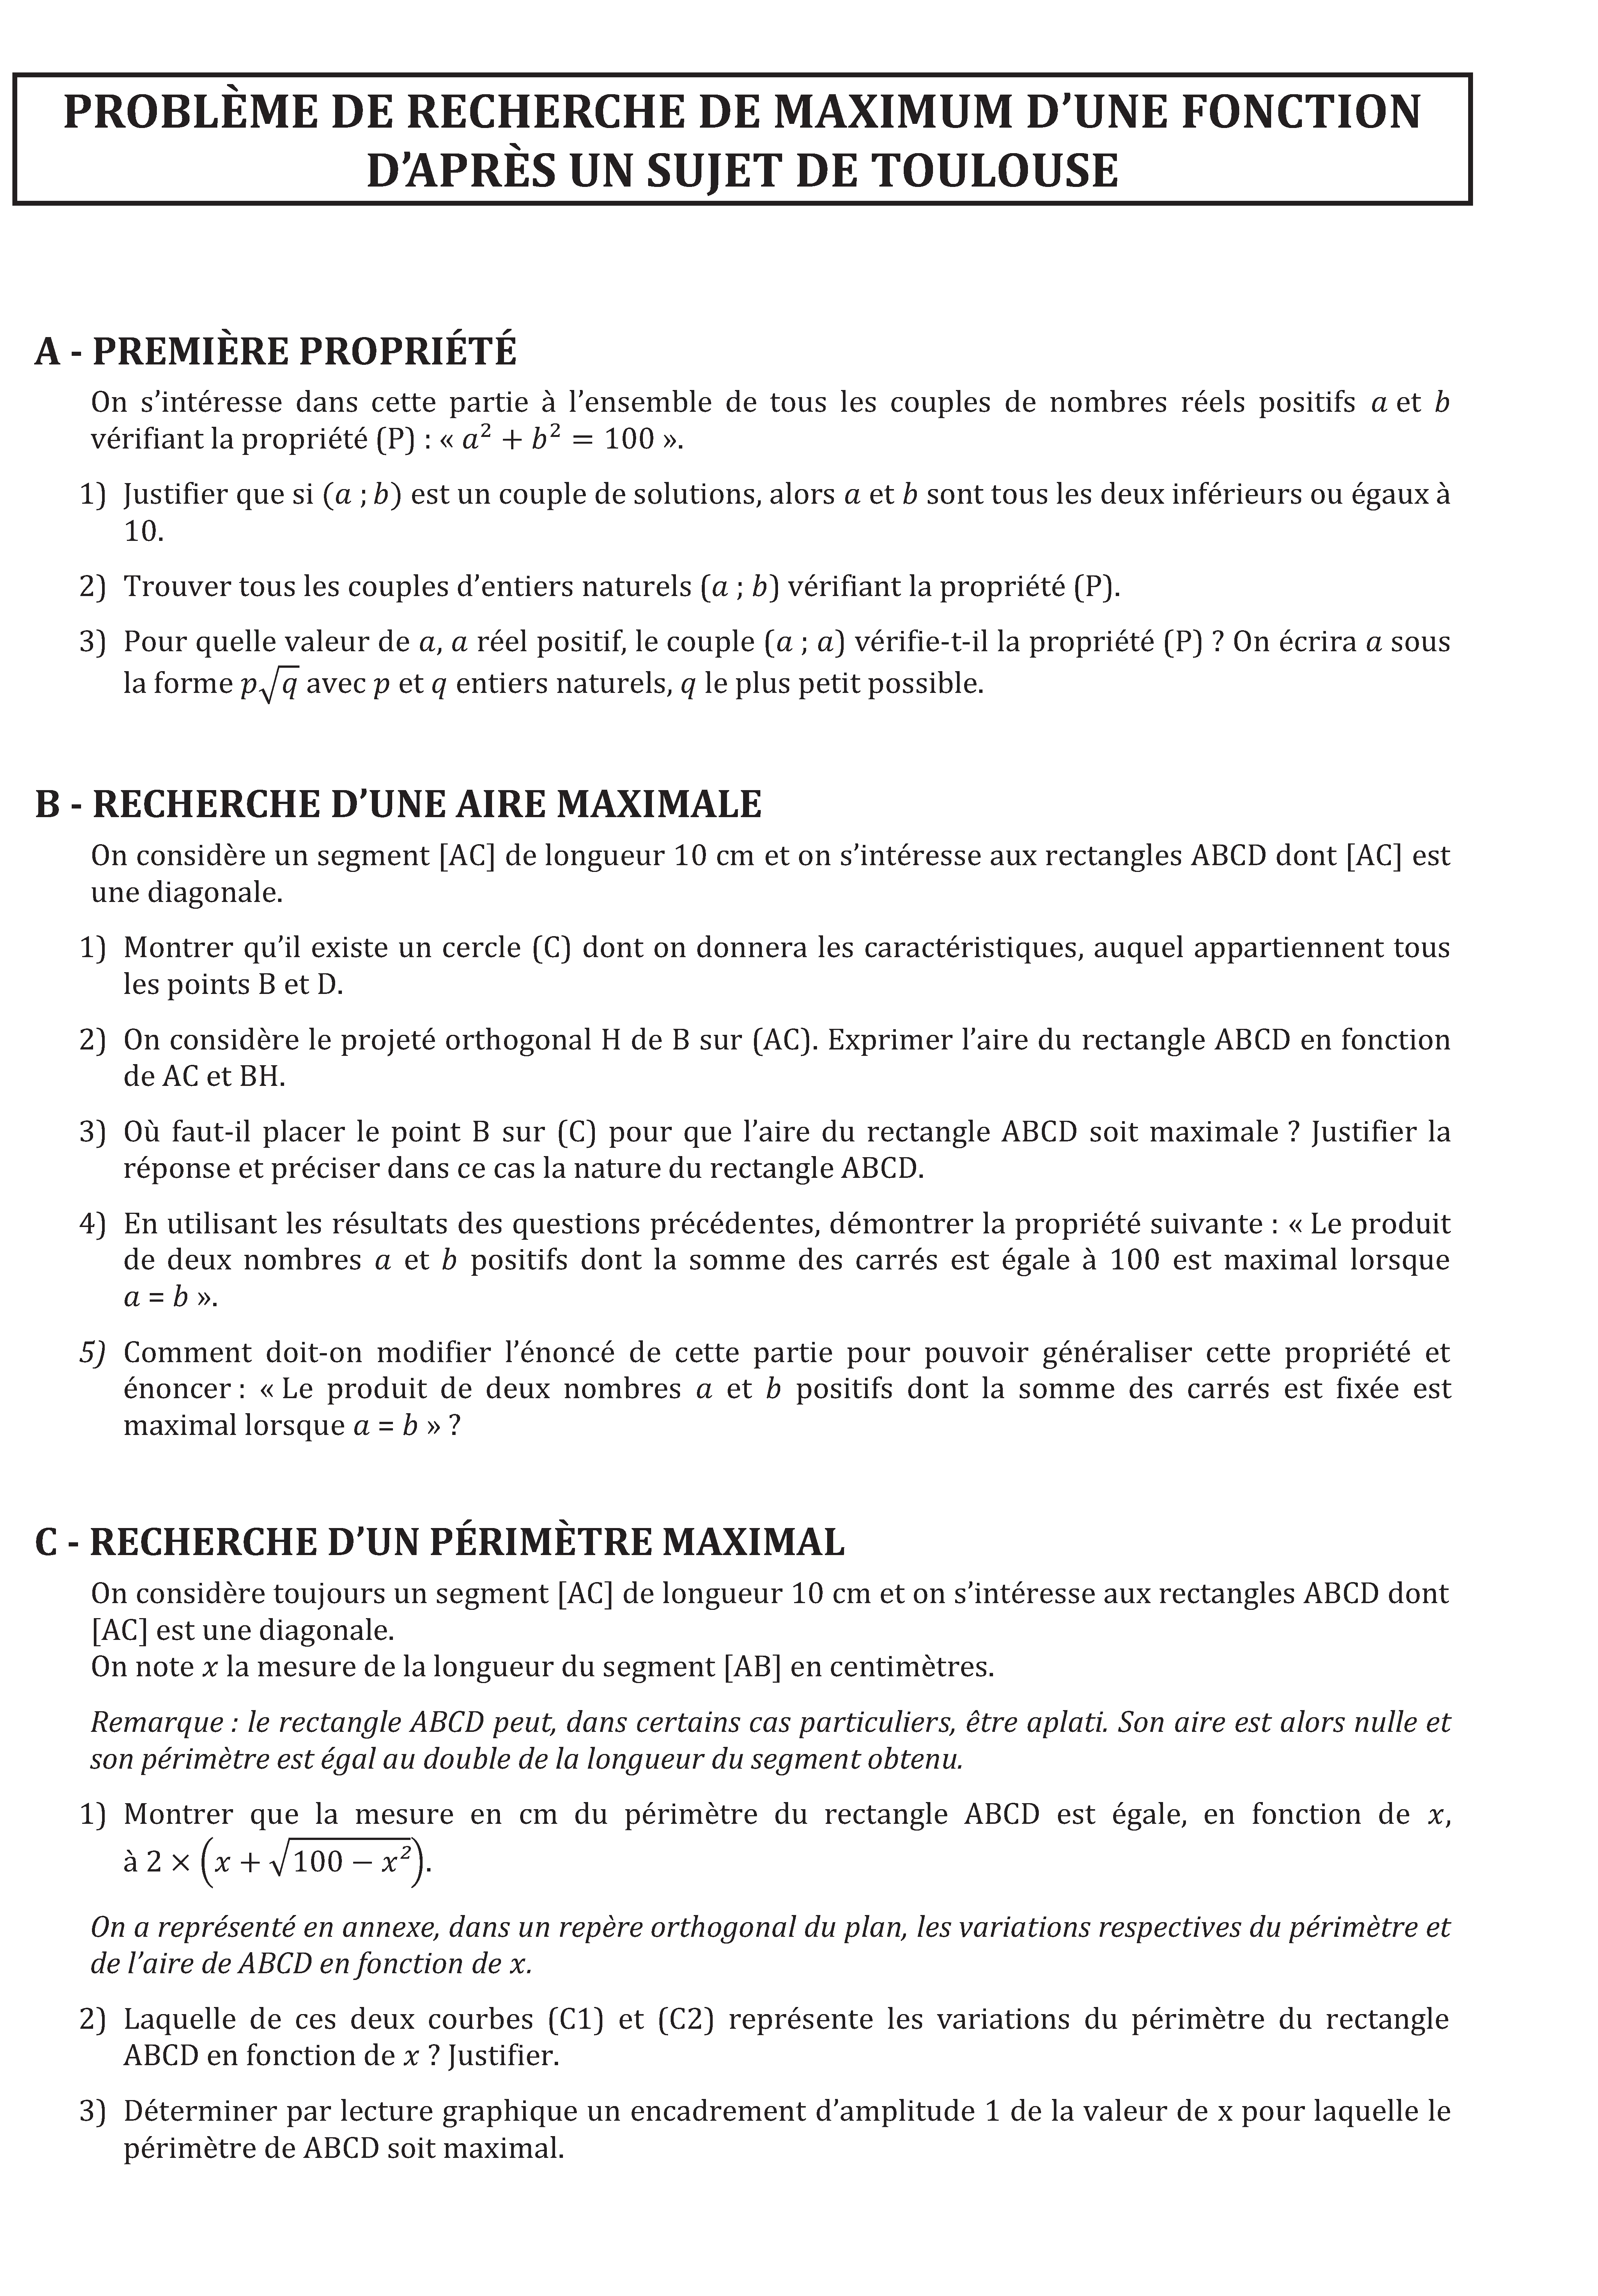 PROBLÈME DE RECHERCHE DE MAXIMUM D’UNE FONCTION
D’APRÈS UN SUJET DE TOULOUSE
A - PREMIÈRE PROPRIÉTÉ
On s’intéresse dans cette partie à l’ensemble de tous les couples de nombres réels positifs a et b
vérifiant la propriété (P) : « a² + b² = 100 ».
1) Justifier que si (a ; b) est un couple de solutions, alors a et b sont tous les deux inférieurs ou égaux à
10.
2) Trouver tous les couples d’entiers naturels (a ; b) vérifiant la propriété (P).
3) Pour quelle valeur de a, a réel positif, le couple (a ; a) vérifie-t-il la propriété (P) ? On écrira a sous
la forme p√q avec p et q entiers naturels, q le plus petit possible.
B - RECHERCHE D’UNE AIRE MAXIMALE
On considère un segment [AC] de longueur 10 cm et on s’intéresse aux rectangles ABCD dont [AC] est
une diagonale.
1) Montrer qu’il existe un cercle (C) dont on donnera les caractéristiques, auquel appartiennent tous
les points B et D.
2) On considère le projeté orthogonal H de B sur (AC). Exprimer l’aire du rectangle ABCD en fonction
de AC et BH.
3) Où faut-il placer le point B sur (C) pour que l’aire du rectangle ABCD soit maximale ? Justifier la
réponse et préciser dans ce cas la nature du rectangle ABCD.
4) En utilisant les résultats des questions précédentes, démontrer la propriété suivante : « Le produit
de deux nombres a et b positifs dont la somme des carrés est égale à 100 est maximal lorsque
a = b ».
5) Comment doit-on modifier l’énoncé de cette partie pour pouvoir généraliser cette propriété et
énoncer : « Le produit de deux nombres a et b positifs dont la somme des carrés est fixée est
maximal lorsque a = b » ?
C - RECHERCHE D’UN PÉRIMÈTRE MAXIMAL
On considère toujours un segment [AC] de longueur 10 cm et on s’intéresse aux rectangles ABCD dont
[AC] est une diagonale.
On note x la mesure de la longueur du segment [AB] en centimètres.
Remarque : le rectangle ABCD peut, dans certains cas particuliers, être aplati. Son aire est alors nulle et
son périmètre est égal au double de la longueur du segment obtenu.
1) Montrer que la mesure en cm du périmètre du rectangle ABCD est égale, en fonction de x,
à 2 × (x + √(100 − x²)).
On a représenté en annexe, dans un repère orthogonal du plan, les variations respectives du périmètre et
de l’aire de ABCD en fonction de x.
2) Laquelle de ces deux courbes (C1) et (C2) représente les variations du périmètre du rectangle
ABCD en fonction de x ? Justifier.
3) Déterminer par lecture graphique un encadrement d’amplitude 1 de la valeur de x pour laquelle le
périmètre de ABCD soit maximal.